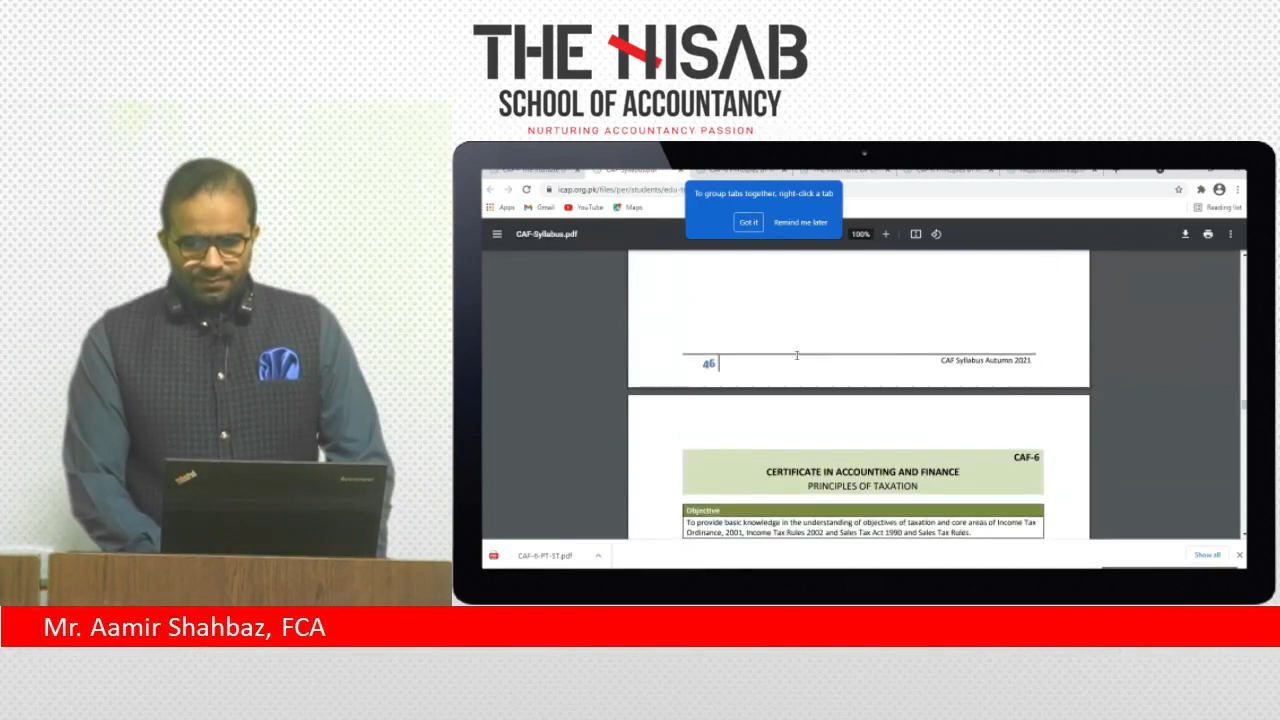 THE HISAB
SCHOOL OF ACCOUNTANCY
NURTURING ACCOUNTANCY PASSION
CAF-Syllabus.pdf
icap.org.pk/files/per/students/edu-t
To group tabs together, right-click a tab
Got it
Remind me later
Apps
Gmail
YouTube
Maps
Reading list
CAF-Syllabus.pdf
100%
46
CAF Syllabus Autumn 2021
CAF-6
CERTIFICATE IN ACCOUNTING AND FINANCE
PRINCIPLES OF TAXATION
Objective
To provide basic knowledge in the understanding of objectives of taxation and core areas of Income Tax
Ordinance, 2001, Income Tax Rules 2002 and Sales Tax Act 1990 and Sales Tax Rules.
CAF-6-PT-ST.pdf
Show all
ThinkPad
Mr. Aamir Shahbaz, FCA